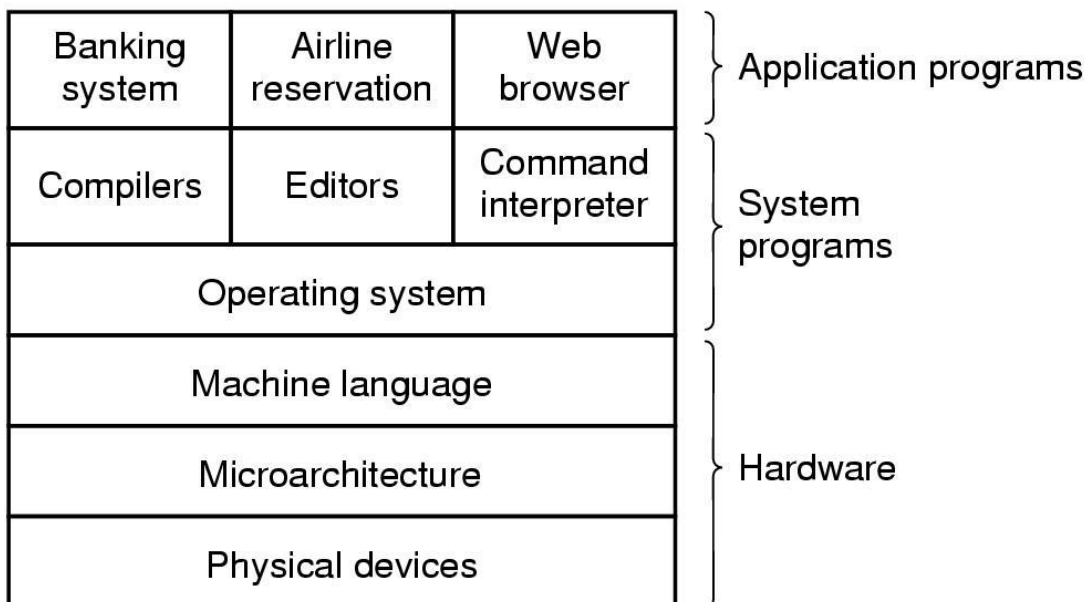 Banking
system
Airline
reservation
Web
browser
Application programs
Compilers
Editors
Command
interpreter
System
programs
Operating system
Machine language
Microarchitecture
Hardware
Physical devices